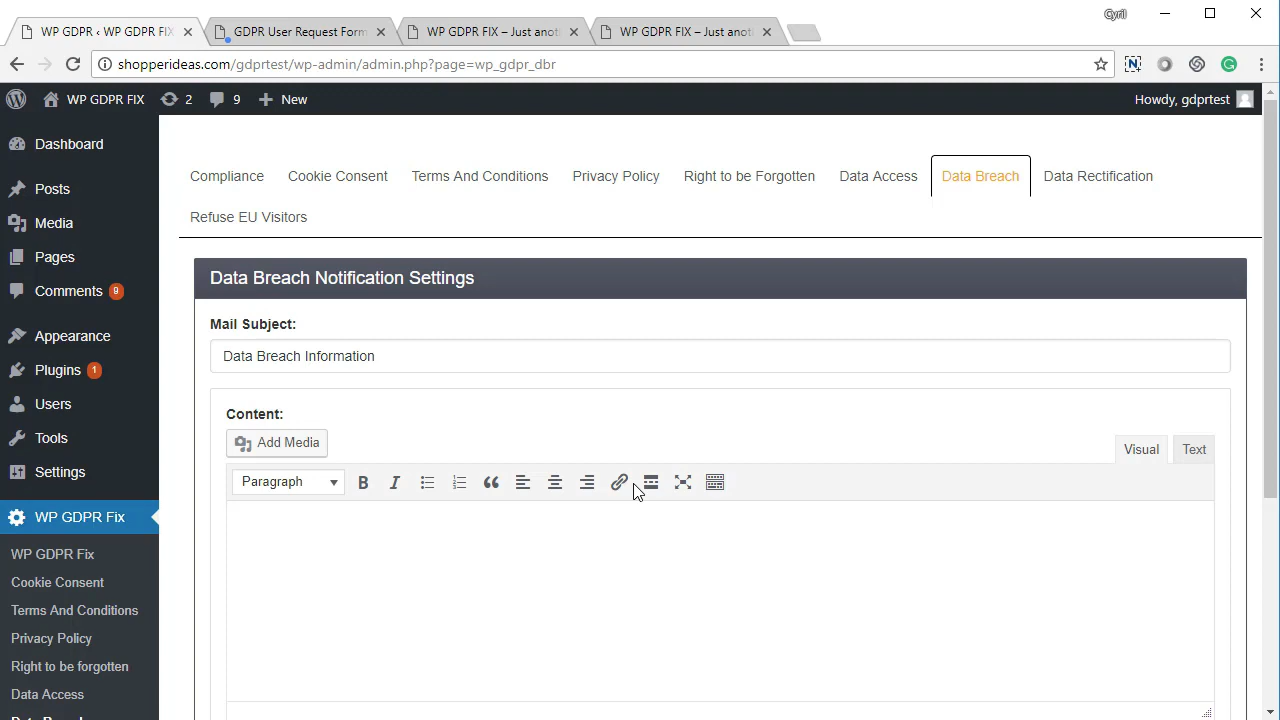 Cyril
WP GDPR ‹ WP GDPR FIX
GDPR User Request Form
WP GDPR FIX – Just anot
WP GDPR FIX – Just anot
shopperideas.com/gdprtest/wp-admin/admin.php?page=wp_gdpr_dbr
WP GDPR FIX 2 9 New
Howdy, gdprtest
Dashboard
Posts
Media
Pages
Comments 9
Appearance
Plugins 1
Users
Tools
Settings
WP GDPR Fix
WP GDPR Fix
Cookie Consent
Terms And Conditions
Privacy Policy
Right to be forgotten
Data Access
Data Breach
Compliance Cookie Consent Terms And Conditions Privacy Policy Right to be Forgotten Data Access Data Breach Data Rectification
Refuse EU Visitors
Data Breach Notification Settings
Mail Subject:
Data Breach Information
Content:
Add Media
Visual Text
Paragraph B I